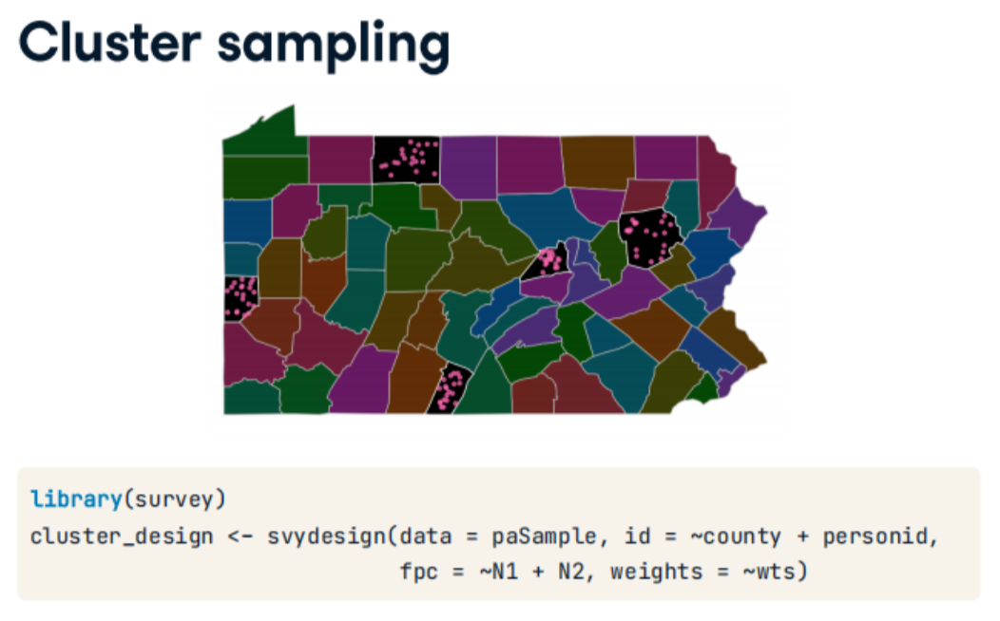 Cluster sampling
library(survey)
cluster_design <- svydesign(data = paSample, id = ~county + personid,
fpc = ~N1 + N2, weights = ~wts)